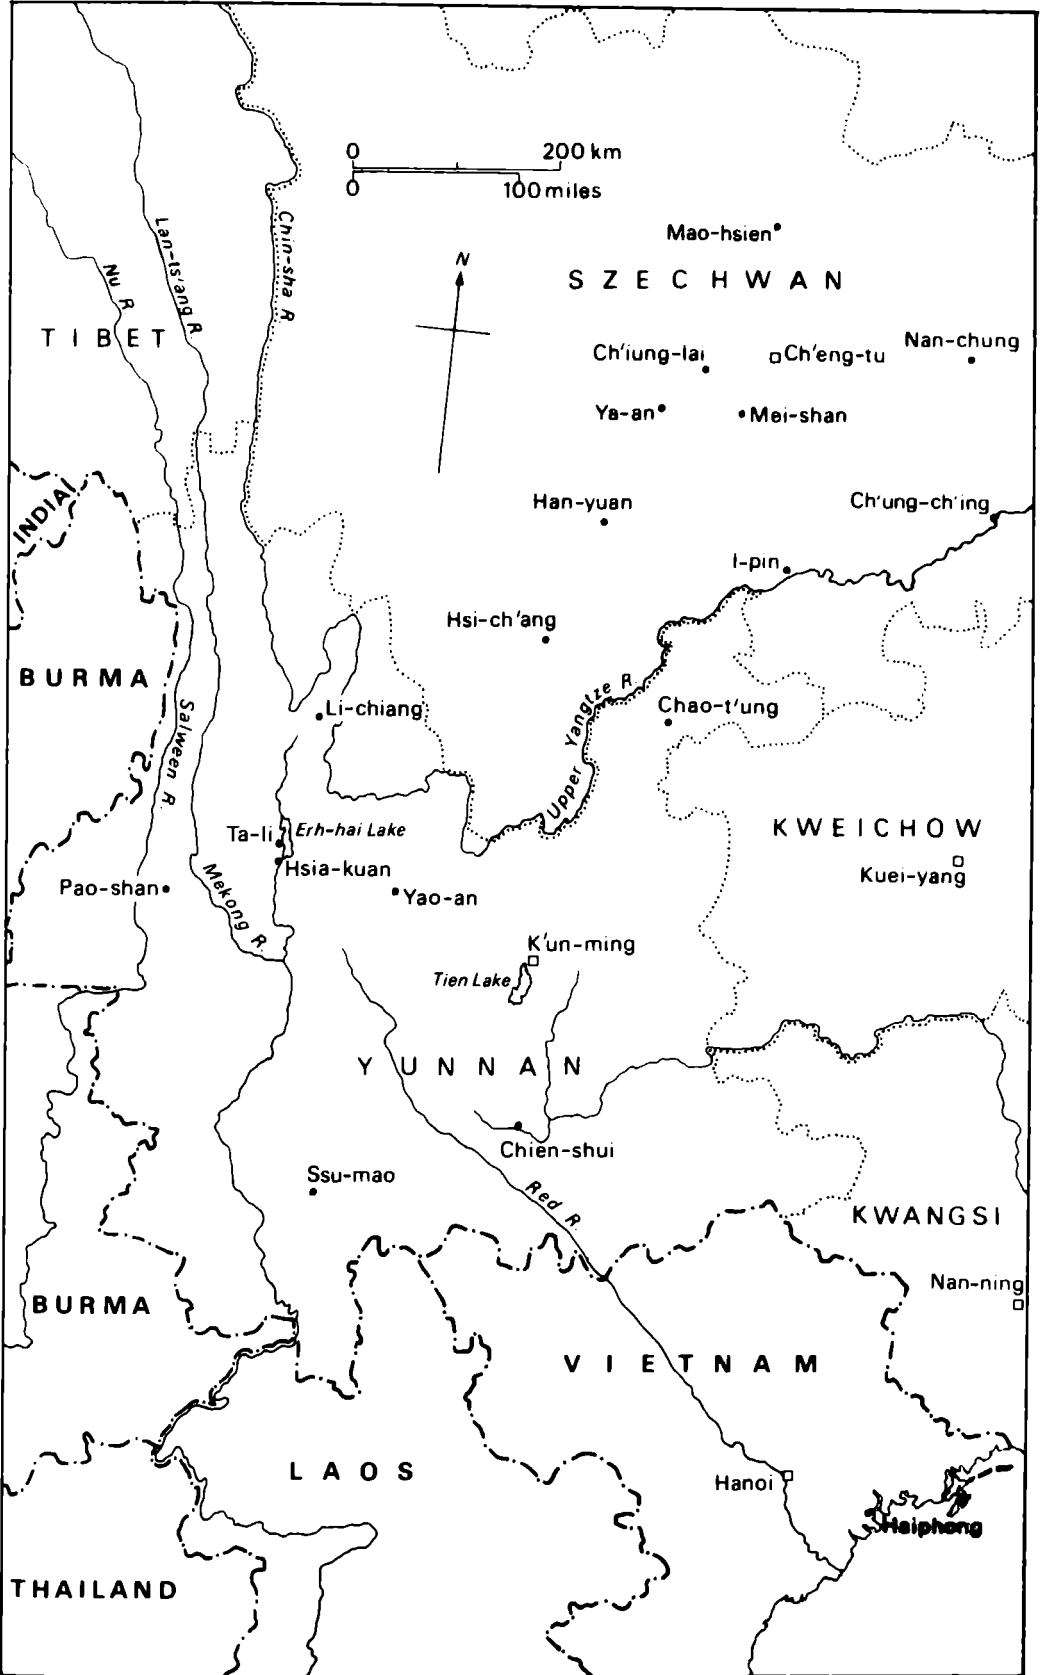 0 200 km
0 100 miles
Chin-sha R.
Lan-ts'ang R.
Nu R.
Mao-hsien
SZECHWAN
N
TIBET
Nan-chung
Ch'iung-lai
Ch'eng-tu
Ya-an
Mei-shan
INDIA
Han-yuan
Ch'ung-ch'ing
I-pin
Hsi-ch'ang
BURMA
Salween R.
Li-chiang
Upper Yangtze R.
Chao-t'ung
Ta-li
Erh-hai Lake
KWEICHOW
Hsia-kuan
Kuei-yang
Pao-shan
Mekong R.
Yao-an
K'un-ming
Tien Lake
YUNNAN
Chien-shui
Ssu-mao
Red R.
KWANGSI
Nan-ning
BURMA
VIETNAM
LAOS
Hanoi
Haiphong
THAILAND